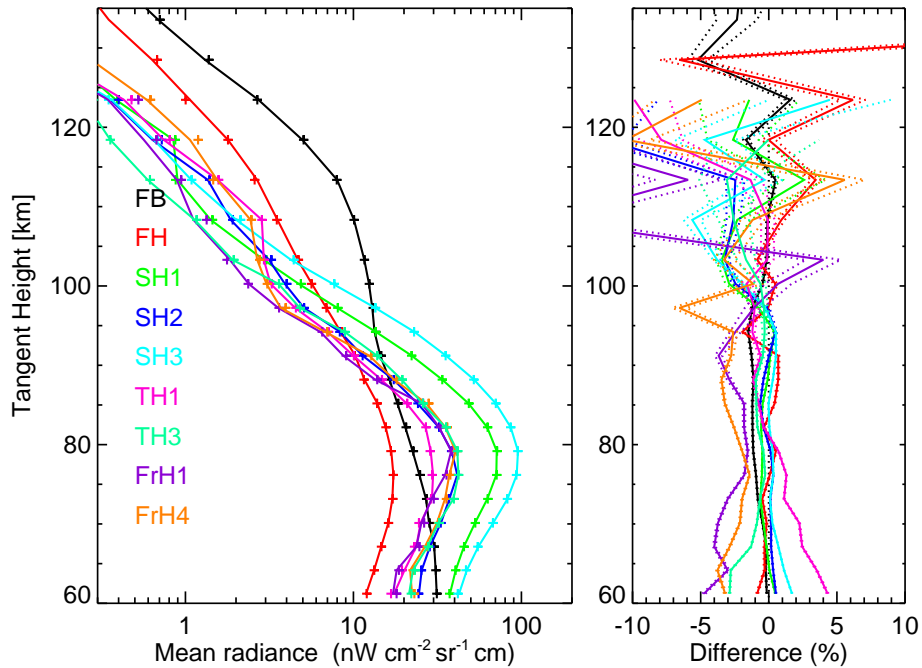 Tangent Height [km]
120
100
80
60
FB
FH
SH1
SH2
SH3
TH1
TH3
FrH1
FrH4
1 10 100
Mean radiance (nW cm-2 sr-1 cm)
120
100
80
60
-10 -5 0 5 10
Difference (%)